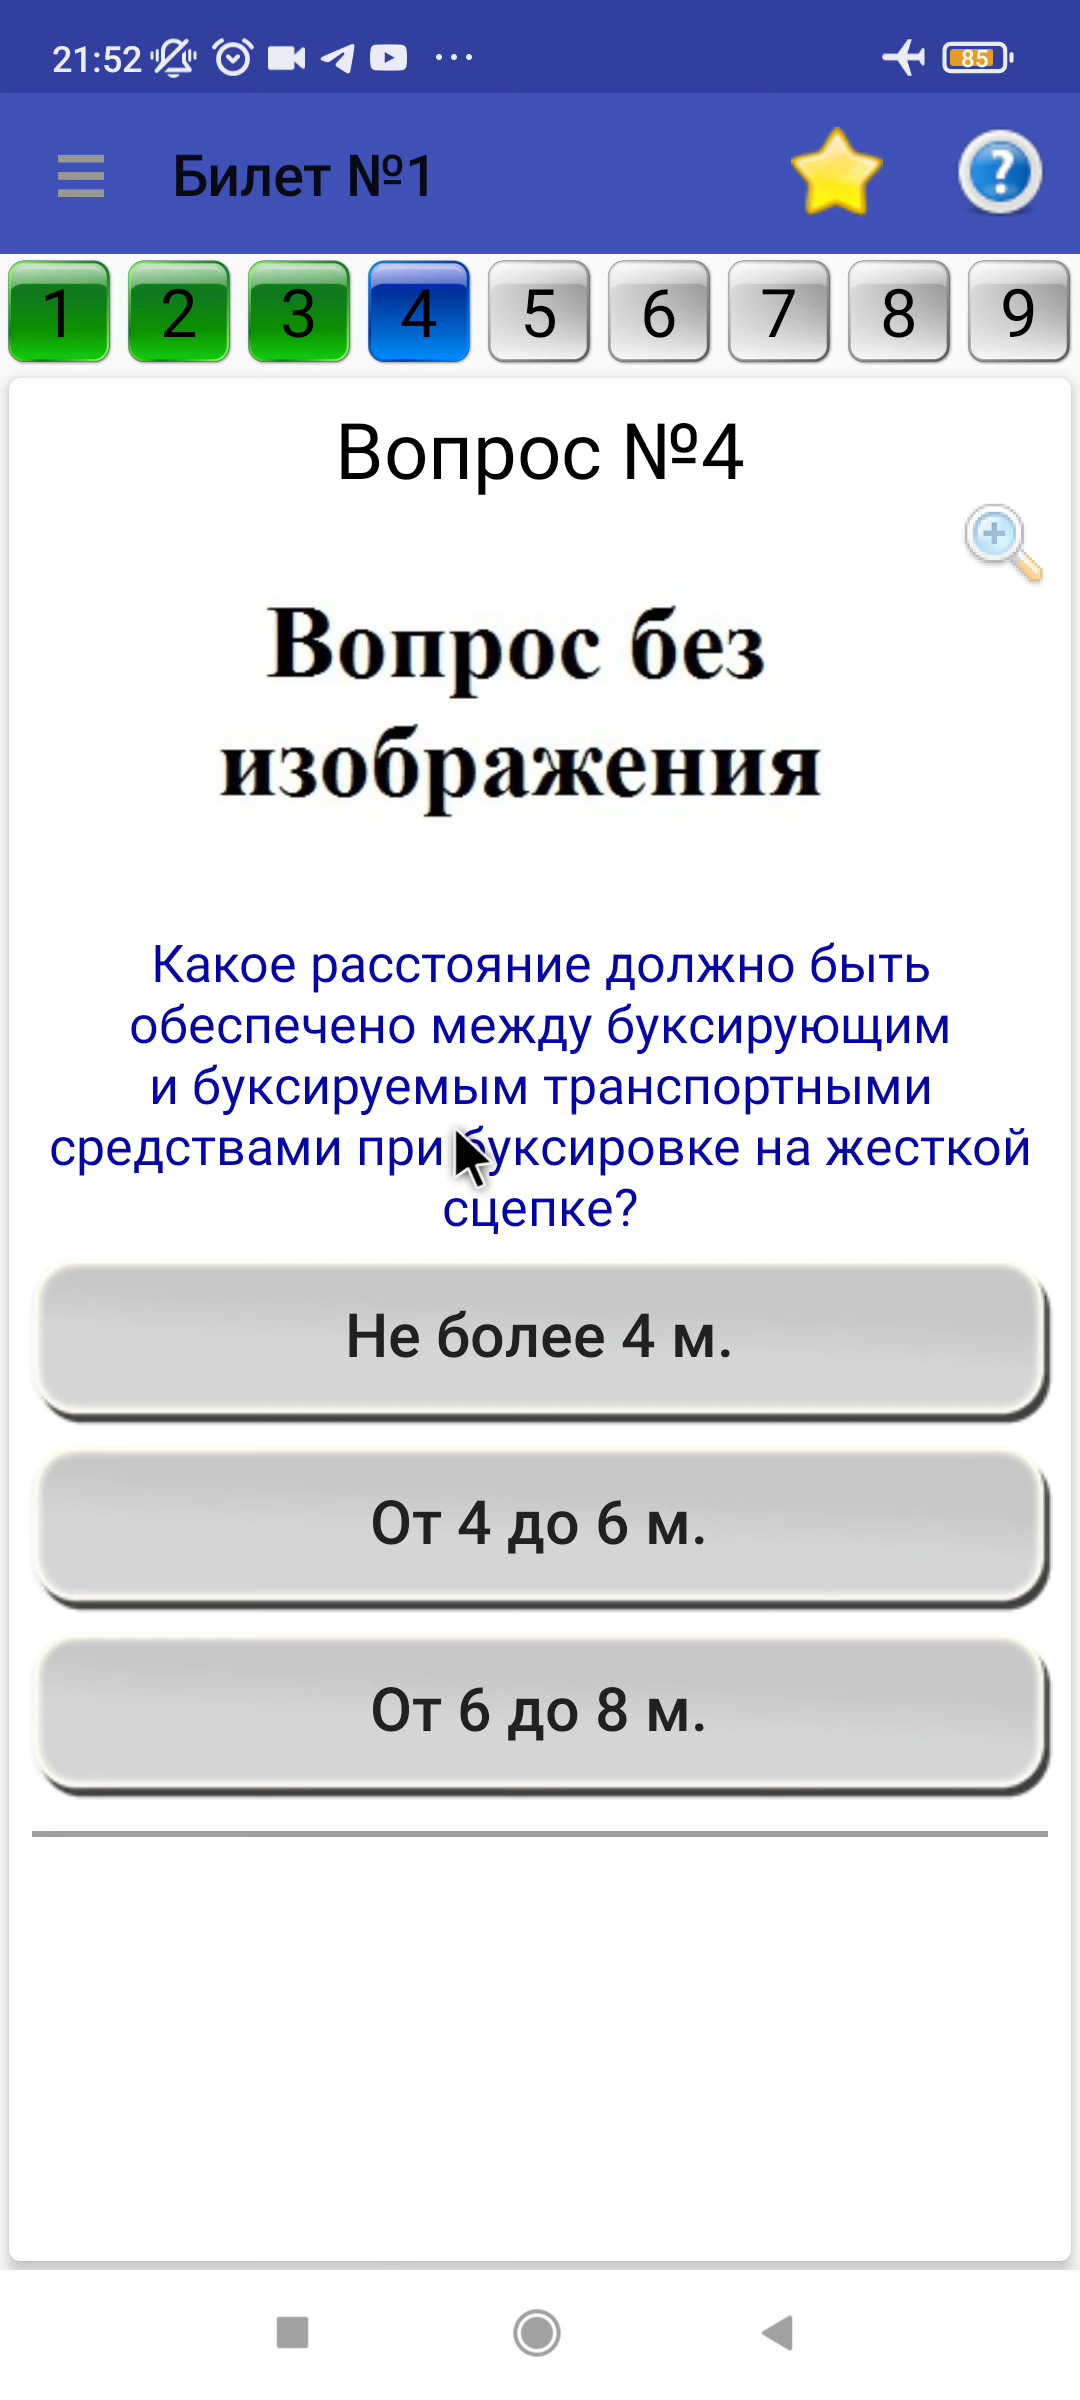 21:52
85
Билет №1
1 2 3 4 5 6 7 8 9
Вопрос №4
Вопрос без
изображения
Какое расстояние должно быть
обеспечено между буксирующим
и буксируемым транспортными
средствами при буксировке на жесткой
сцепке?
Не более 4 м.
От 4 до 6 м.
От 6 до 8 м.